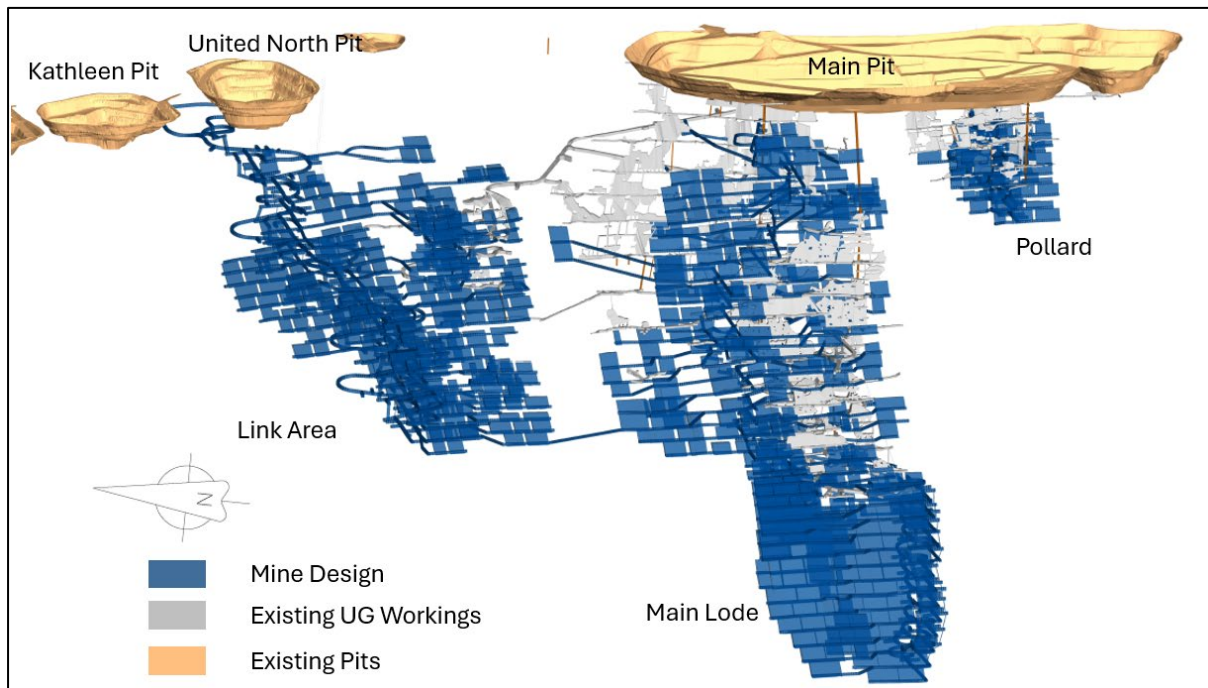 United North Pit
Kathleen Pit
Main Pit
Pollard
Link Area
N
Mine Design
Existing UG Workings
Main Lode
Existing Pits